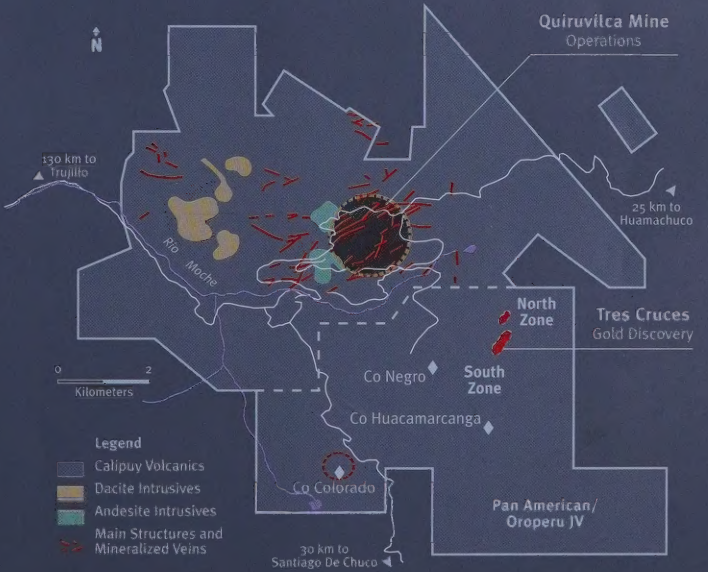 Quiruvilca Mine
Operations
N
130 km to
Trujillo
25 km to
Huamachuco
Río Moche
North
Zone
Tres Cruces
Gold Discovery
South
Zone
0 2
Kilometers
Co Negro
Co Huacamarcanga
Legend
Calipuy Volcanics
Dacite Intrusives
Andesite Intrusives
Main Structures and
Mineralized Veins
Co Colorado
Pan American/
Oroperu JV
30 km to
Santiago De Chuco